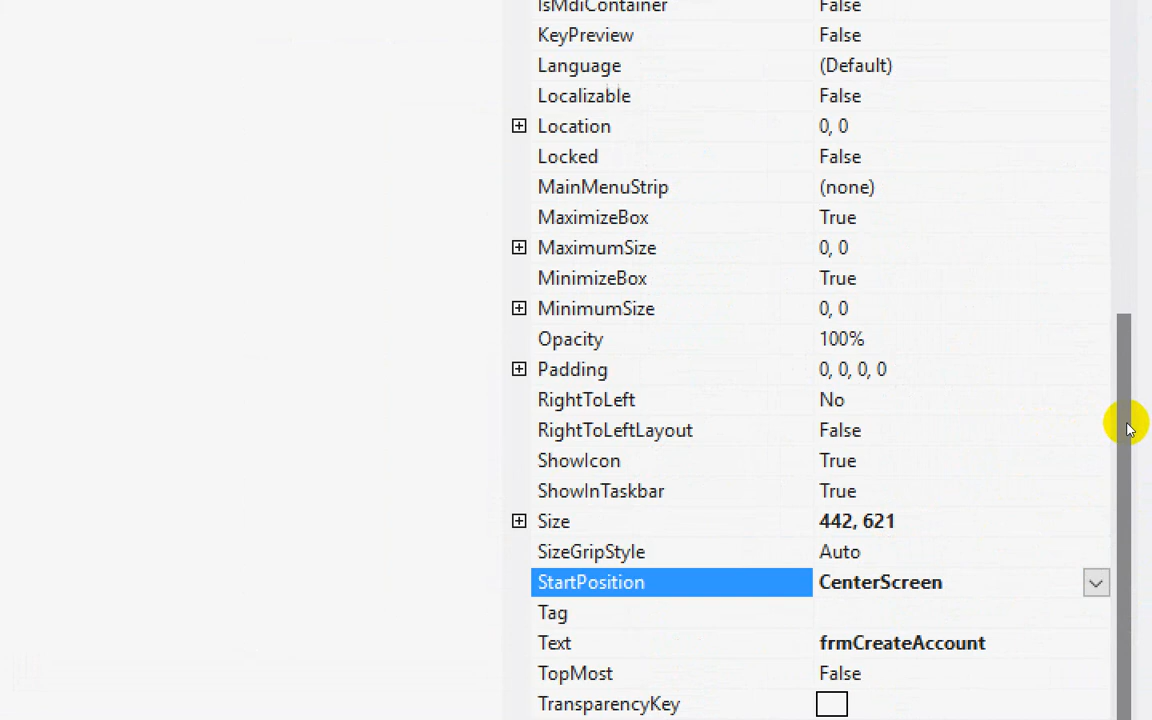 IsMdiContainer False
KeyPreview False
Language (Default)
Localizable False
Location 0, 0
Locked False
MainMenuStrip (none)
MaximizeBox True
MaximumSize 0, 0
MinimizeBox True
MinimumSize 0, 0
Opacity 100%
Padding 0, 0, 0, 0
RightToLeft No
RightToLeftLayout False
ShowIcon True
ShowInTaskbar True
Size 442, 621
SizeGripStyle Auto
StartPosition CenterScreen
Tag
Text frmCreateAccount
TopMost False
TransparencyKey